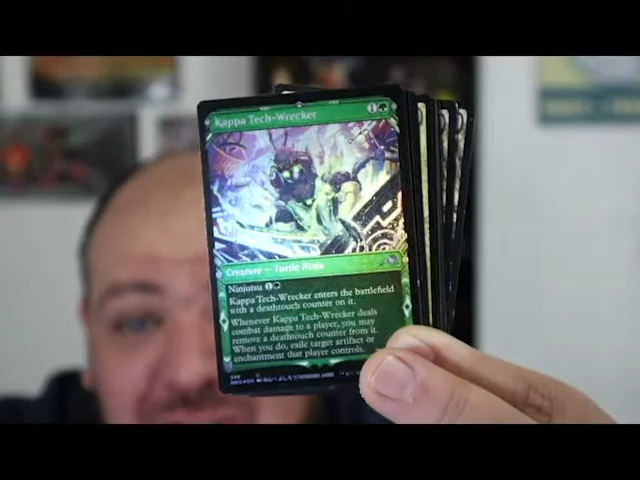 Kappa Tech-Wrecker 1
Creature — Turtle Ninja
Ninjutsu 1
Kappa Tech-Wrecker enters the battlefield
with a deathtouch counter on it.
Whenever Kappa Tech-Wrecker deals
combat damage to a player, you may
remove a deathtouch counter from it.
When you do, exile target artifact or
enchantment that player controls.